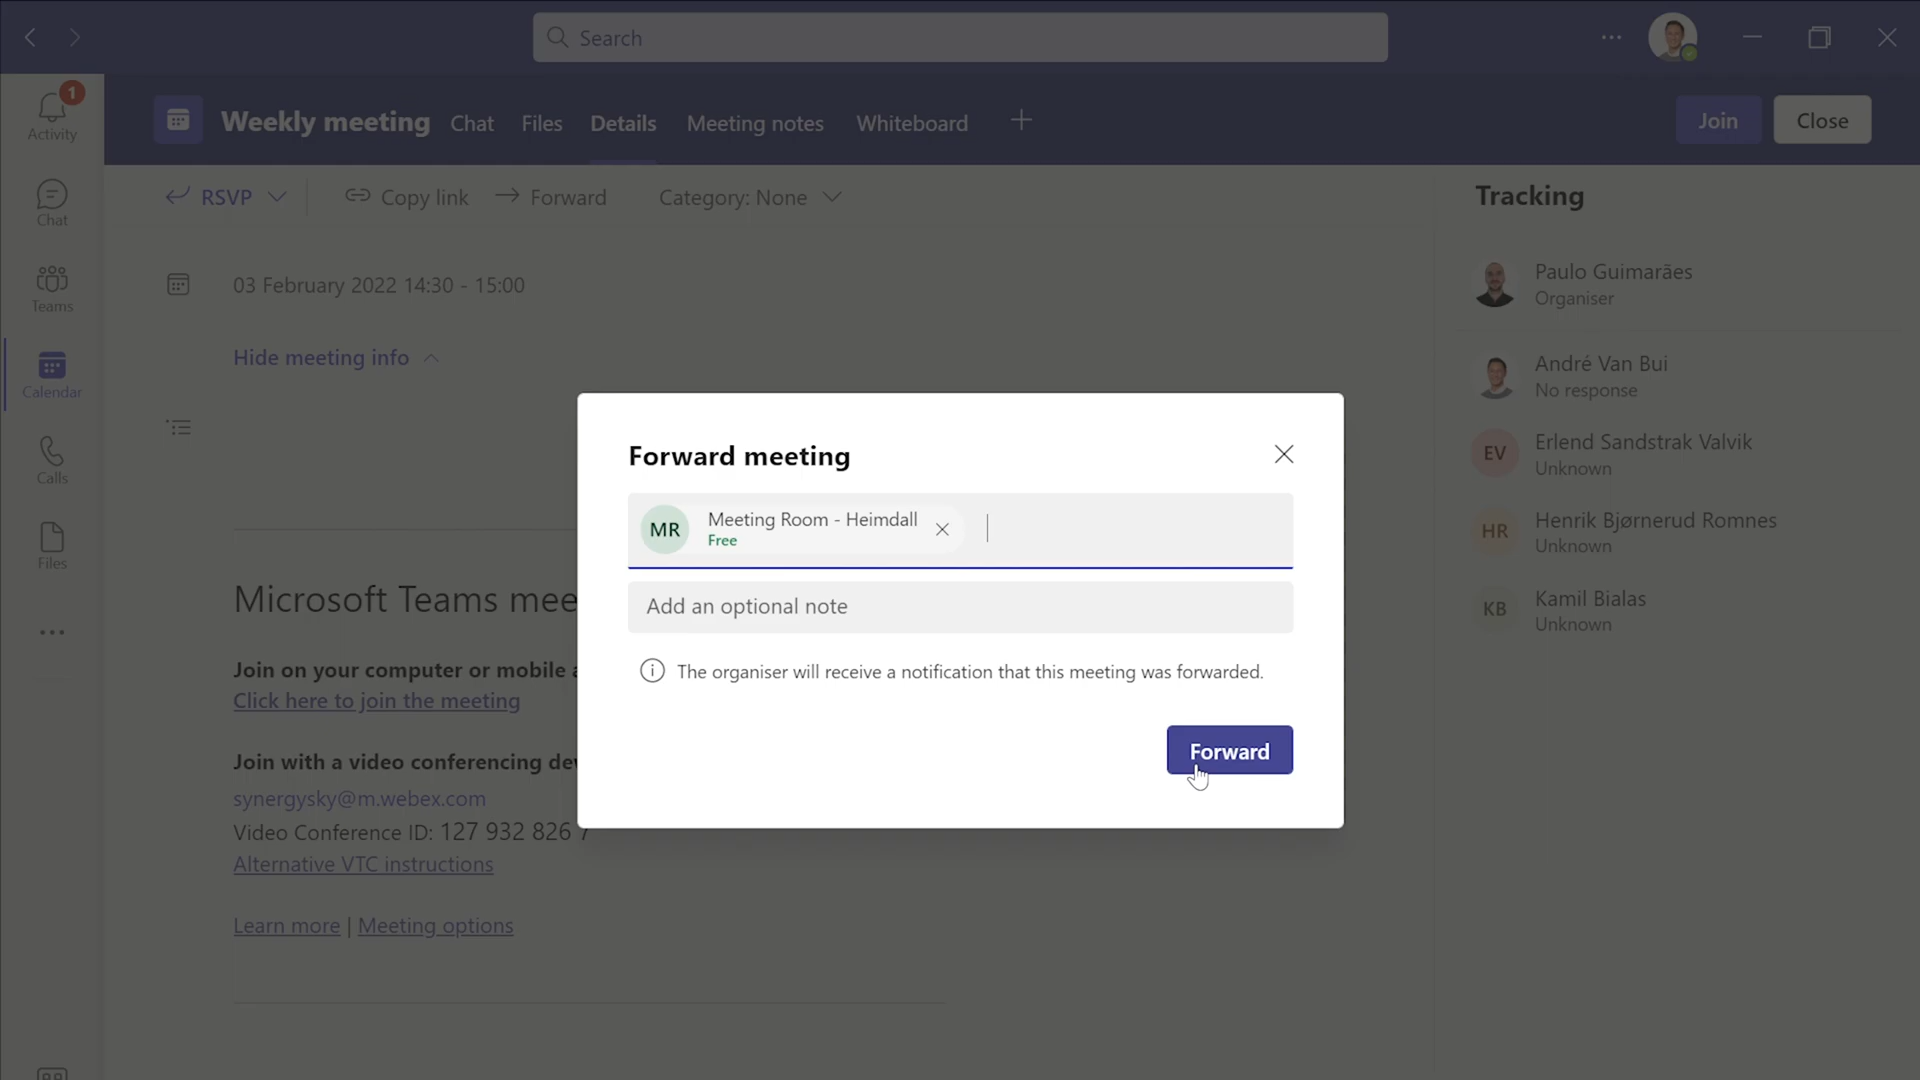 Search
1
Activity
Chat
Teams
Calendar
Calls
Files
Weekly meeting
Chat
Files
Details
Meeting notes
Whiteboard
Join
Close
RSVP
Copy link
Forward
Category: None
03 February 2022 14:30 - 15:00
Hide meeting info
Microsoft Teams mee
Join on your computer or mobile a
Click here to join the meeting
Join with a video conferencing de
synergysky@m.webex.com
Video Conference ID: 127 932 826 7
Alternative VTC instructions
Learn more | Meeting options
Forward meeting
MR
Meeting Room - Heimdall
Free
Add an optional note
The organiser will receive a notification that this meeting was forwarded.
Forward
Tracking
Paulo Guimarães
Organiser
André Van Bui
No response
EV
Erlend Sandstrak Valvik
Unknown
HR
Henrik Bjørnerud Romnes
Unknown
KB
Kamil Bialas
Unknown